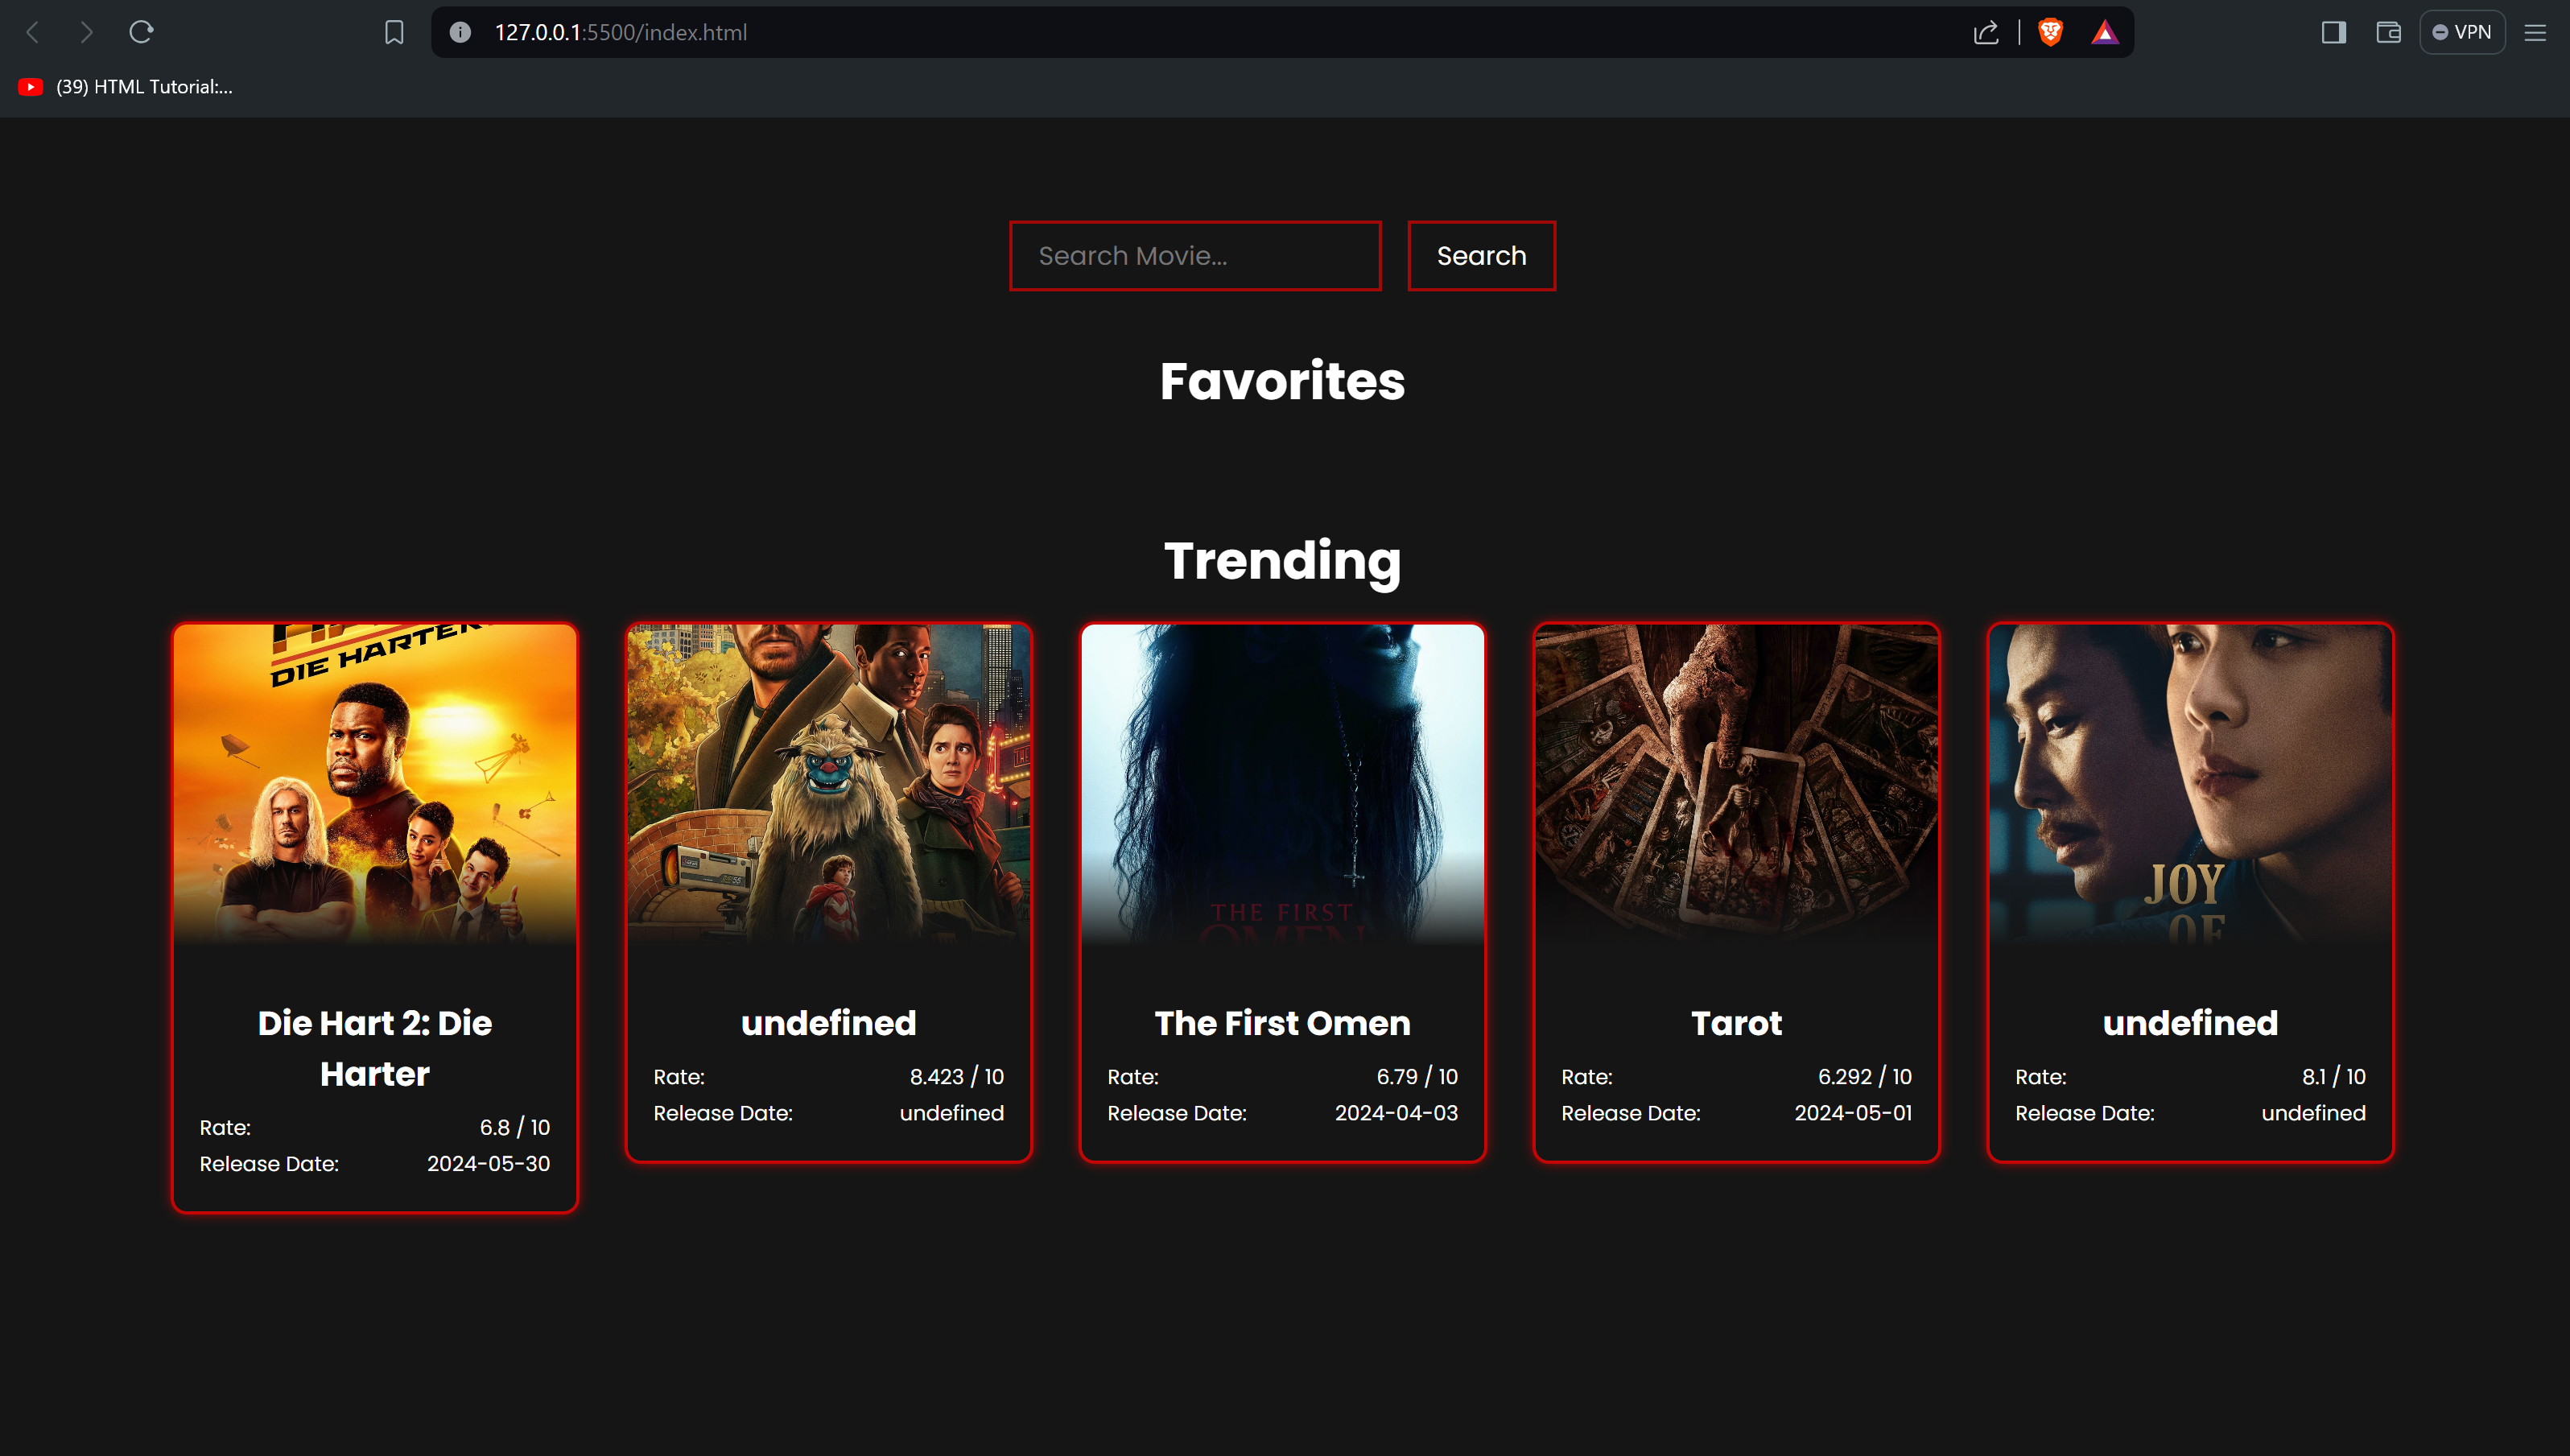 127.0.0.1:5500/index.html
VPN
(39) HTML Tutorial:...
Search Movie...
Search
Favorites
Trending
DIE HARTER
THE FIRST
OMEN
JOY
OF
Die Hart 2: Die
Harter
Rate: 6.8 / 10
Release Date: 2024-05-30
undefined
Rate: 8.423 / 10
Release Date: undefined
The First Omen
Rate: 6.79 / 10
Release Date: 2024-04-03
Tarot
Rate: 6.292 / 10
Release Date: 2024-05-01
undefined
Rate: 8.1 / 10
Release Date: undefined